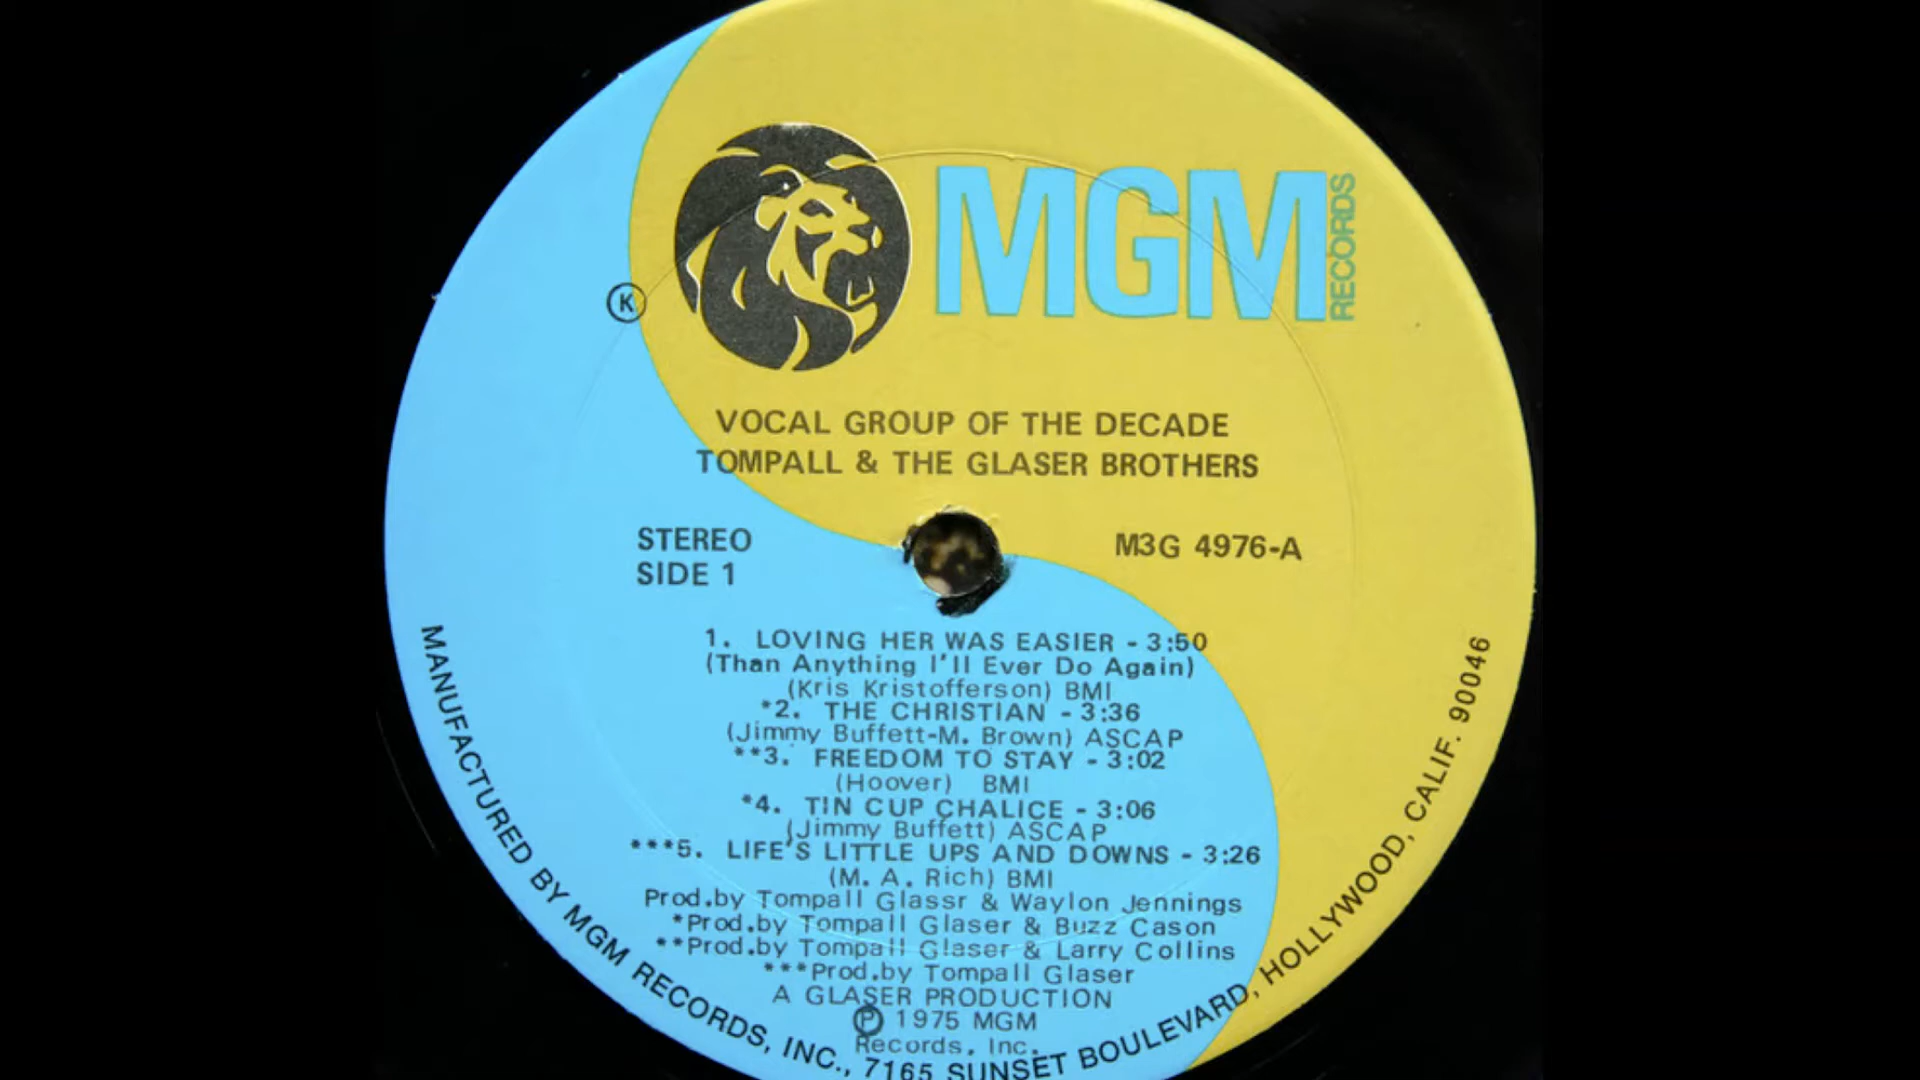 MGM
RECORDS
K
VOCAL GROUP OF THE DECADE
TOMPALL & THE GLASER BROTHERS
STEREO
SIDE 1
M3G 4976-A
1. LOVING HER WAS EASIER - 3:50
(Than Anything I'll Ever Do Again)
(Kris Kristofferson) BMI
*2. THE CHRISTIAN - 3:36
(Jimmy Buffett-M. Brown) ASCAP
**3. FREEDOM TO STAY - 3:02
(Hoover) BMI
*4. TIN CUP CHALICE - 3:06
(Jimmy Buffett) ASCAP
***5. LIFE'S LITTLE UPS AND DOWNS - 3:26
(M. A. Rich) BMI
Prod.by Tompall Glassr & Waylon Jennings
*Prod.by Tompall Glaser & Buzz Cason
**Prod.by Tompall Glaser & Larry Collins
***Prod.by Tompall Glaser
A GLASER PRODUCTION
Ⓟ 1975 MGM
Records, Inc.
MANUFACTURED BY MGM RECORDS, INC., 7165 SUNSET BOULEVARD, HOLLYWOOD, CALIF. 90046